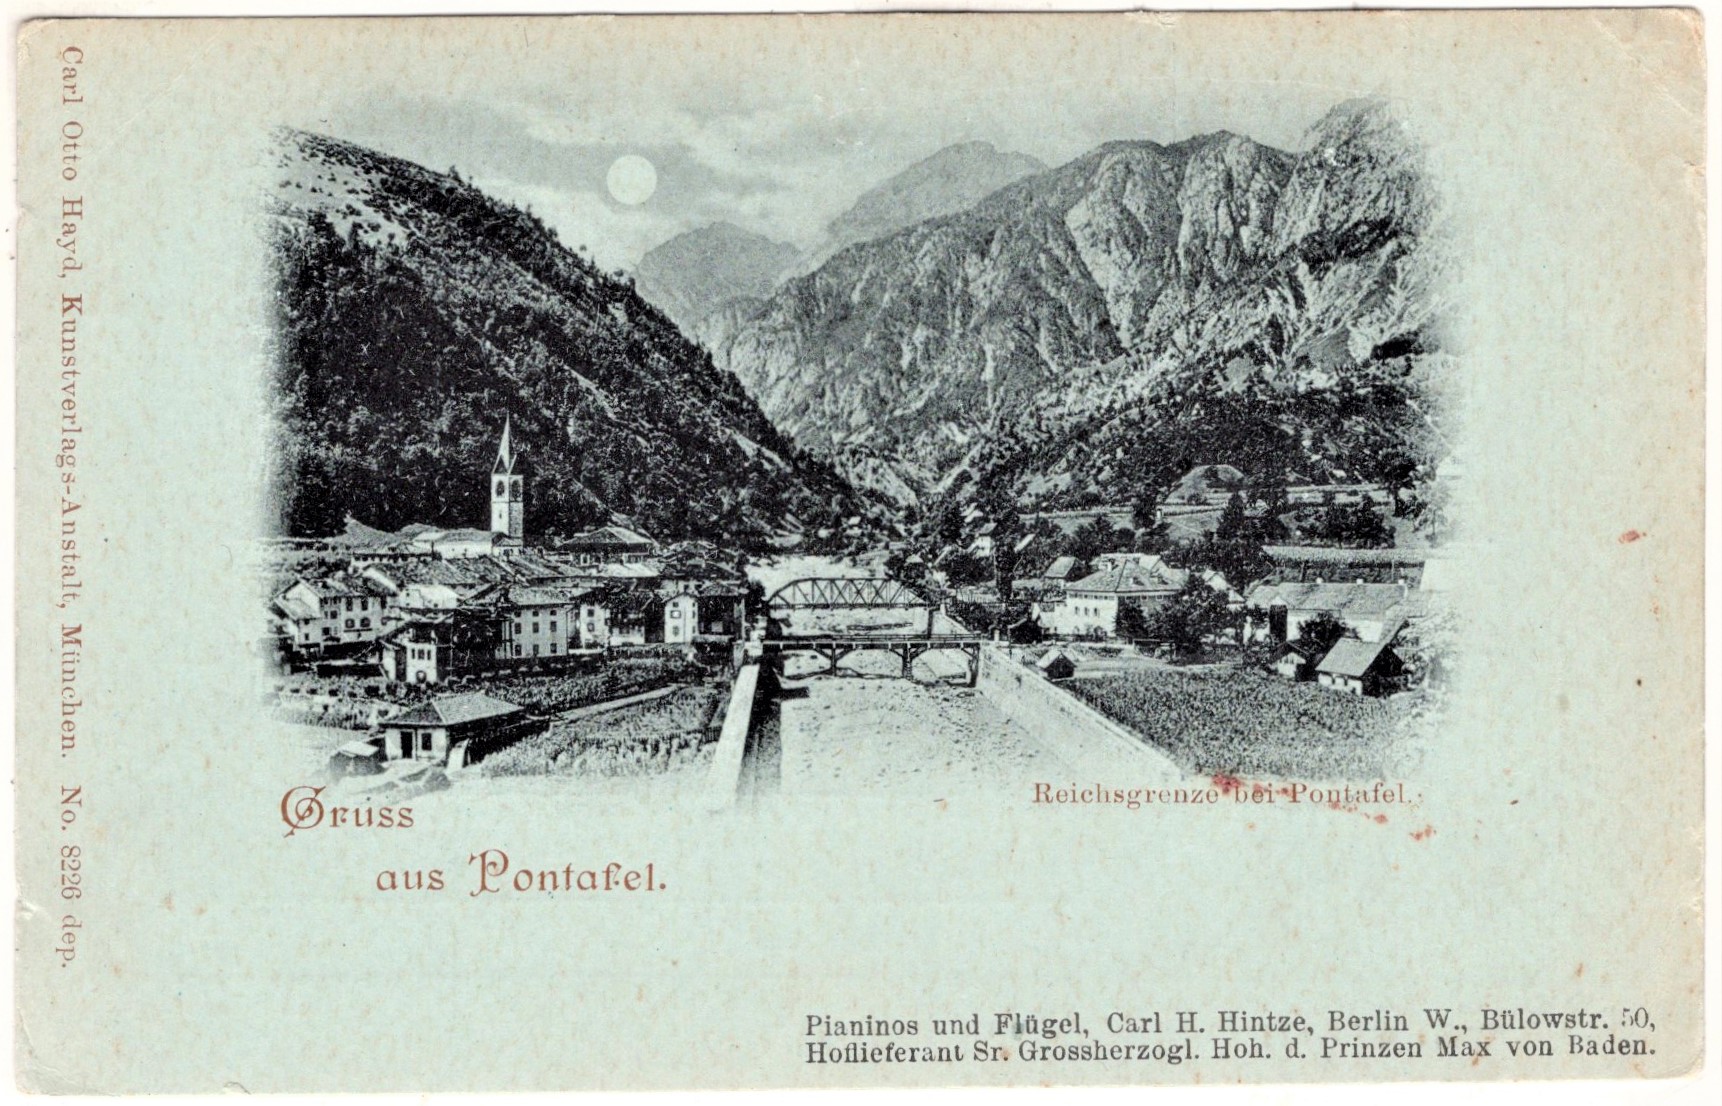 Carl Otto Hayd, Kunstverlags-Anstalt, München. No. 8226 dep.
Reichsgrenze bei Pontafel.
Gruss
aus Pontafel.
Pianinos und Flügel, Carl H. Hintze, Berlin W., Bülowstr. 50,
Hoflieferant Sr. Grossherzogl. Hoh. d. Prinzen Max von Baden.